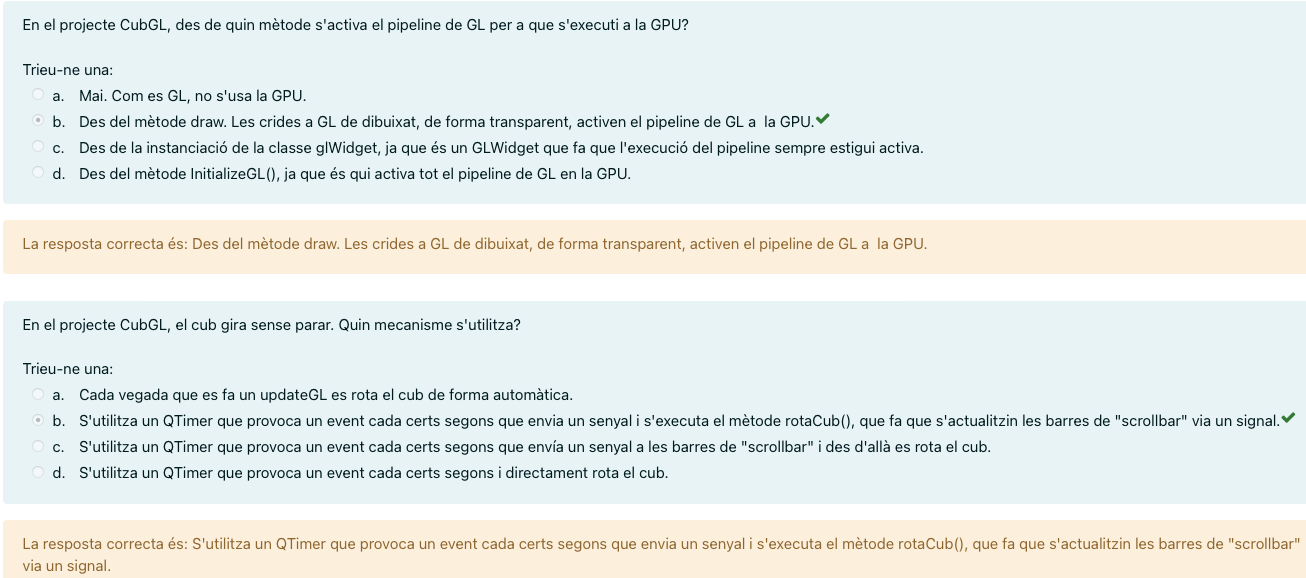 En el projecte CubGL, des de quin mètode s'activa el pipeline de GL per a que s'executi a la GPU?
Trieu-ne una:
a. Mai. Com es GL, no s'usa la GPU.
b. Des del mètode draw. Les crides a GL de dibuixat, de forma transparent, activen el pipeline de GL a la GPU.
c. Des de la instanciació de la classe glWidget, ja que és un GLWidget que fa que l'execució del pipeline sempre estigui activa.
d. Des del mètode InitializeGL(), ja que és qui activa tot el pipeline de GL en la GPU.
La resposta correcta és: Des del mètode draw. Les crides a GL de dibuixat, de forma transparent, activen el pipeline de GL a la GPU.
En el projecte CubGL, el cub gira sense parar. Quin mecanisme s'utilitza?
Trieu-ne una:
a. Cada vegada que es fa un updateGL es rota el cub de forma automàtica.
b. S'utilitza un QTimer que provoca un event cada certs segons que envia un senyal i s'executa el mètode rotaCub(), que fa que s'actualitzin les barres de "scrollbar" via un signal.
c. S'utilitza un QTimer que provoca un event cada certs segons que envía un senyal a les barres de "scrollbar" i des d'allà es rota el cub.
d. S'utilitza un QTimer que provoca un event cada certs segons i directament rota el cub.
La resposta correcta és: S'utilitza un QTimer que provoca un event cada certs segons que envia un senyal i s'executa el mètode rotaCub(), que fa que s'actualitzin les barres de "scrollbar"
via un signal.